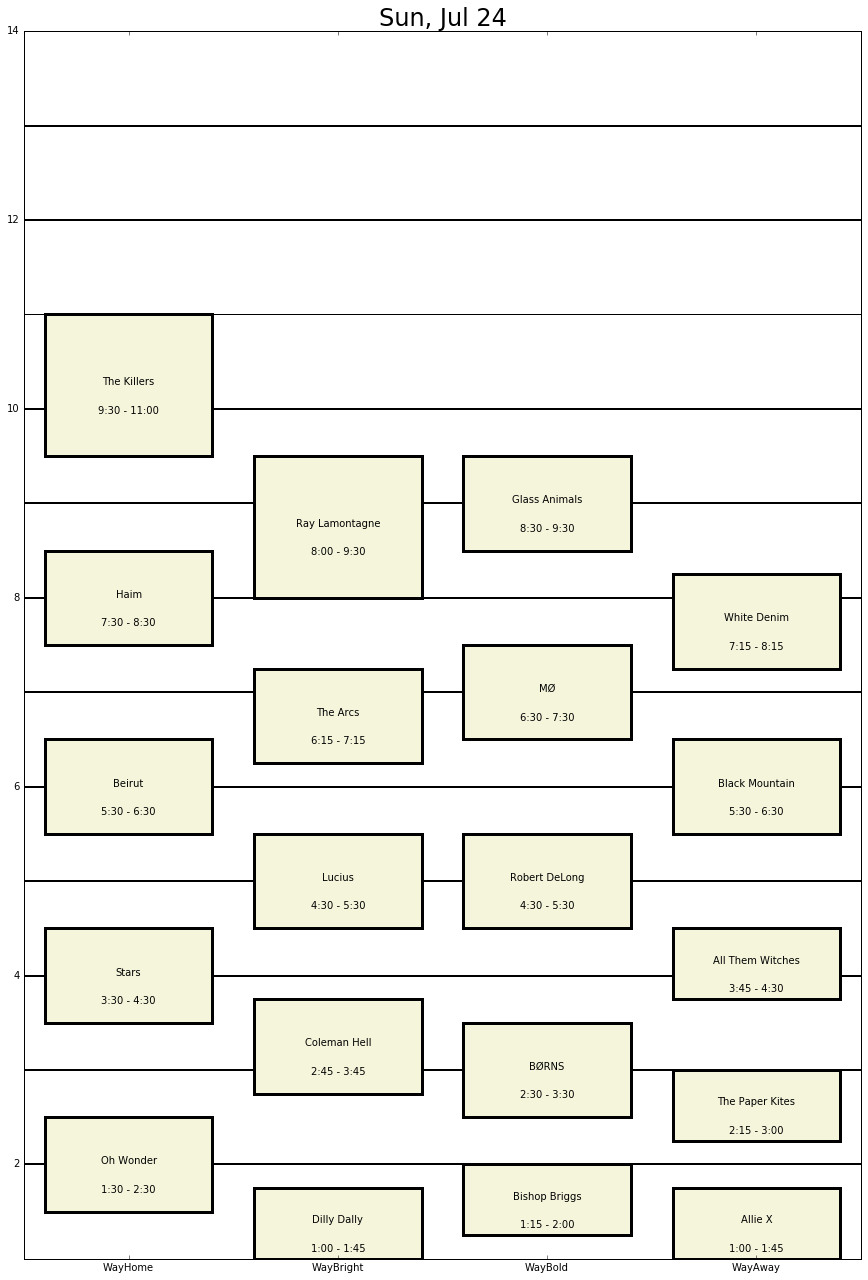 Sun, Jul 24
14
12
10
8
6
4
2
The Killers
9:30 - 11:00
Ray Lamontagne
8:00 - 9:30
Glass Animals
8:30 - 9:30
Haim
7:30 - 8:30
White Denim
7:15 - 8:15
The Arcs
6:15 - 7:15
MØ
6:30 - 7:30
Beirut
5:30 - 6:30
Black Mountain
5:30 - 6:30
Lucius
4:30 - 5:30
Robert DeLong
4:30 - 5:30
Stars
3:30 - 4:30
All Them Witches
3:45 - 4:30
Coleman Hell
2:45 - 3:45
BØRNS
2:30 - 3:30
The Paper Kites
2:15 - 3:00
Oh Wonder
1:30 - 2:30
Bishop Briggs
1:15 - 2:00
Dilly Dally
1:00 - 1:45
Allie X
1:00 - 1:45
WayHome
WayBright
WayBold
WayAway